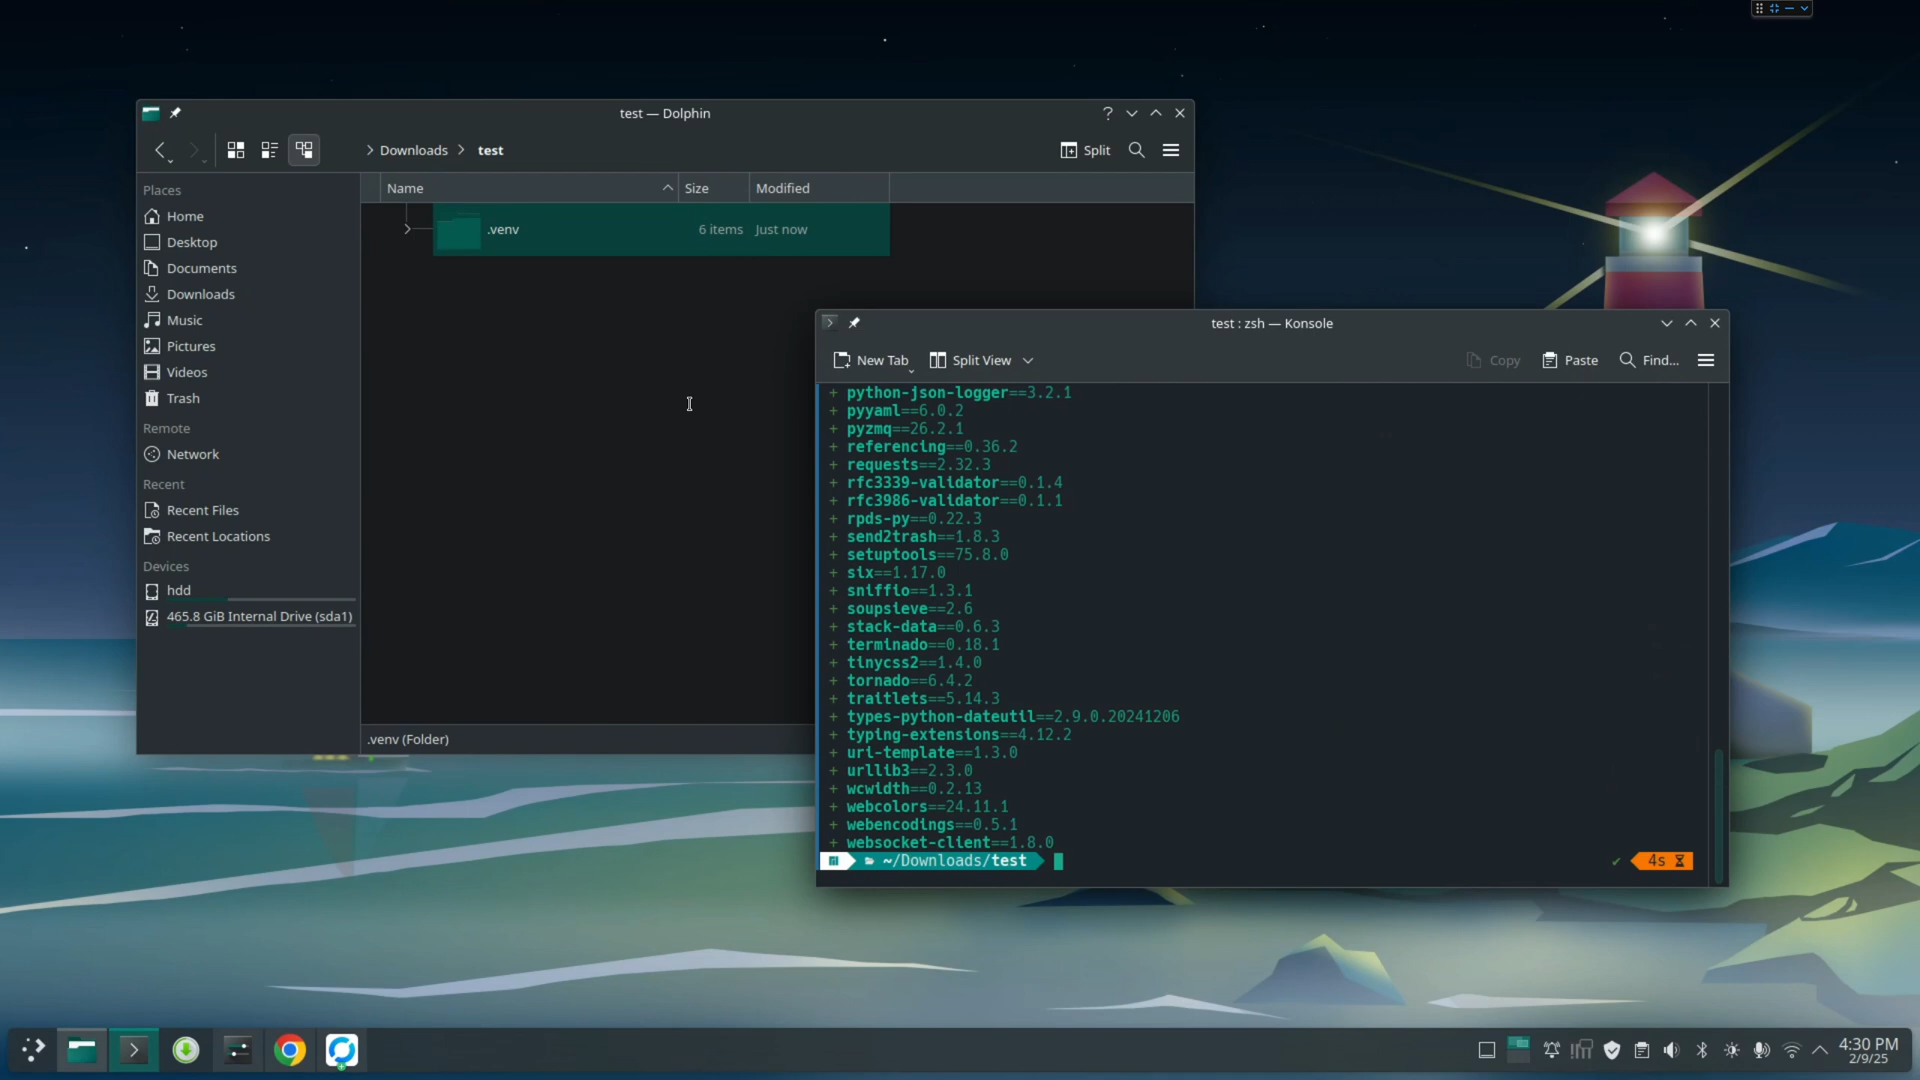 test — Dolphin
Downloads
test
Split
Places
Home
Desktop
Documents
Downloads
Music
Pictures
Videos
Trash
Remote
Network
Recent
Recent Files
Recent Locations
Devices
hdd
465.8 GiB Internal Drive (sda1)
Name Size Modified
.venv 6 items Just now
.venv (Folder)
test : zsh — Konsole
New Tab Split View Copy Paste Find...
+ python-json-logger==3.2.1
+ pyyaml==6.0.2
+ pyzmq==26.2.1
+ referencing==0.36.2
+ requests==2.32.3
+ rfc3339-validator==0.1.4
+ rfc3986-validator==0.1.1
+ rpds-py==0.22.3
+ send2trash==1.8.3
+ setuptools==75.8.0
+ six==1.17.0
+ sniffio==1.3.1
+ soupsieve==2.6
+ stack-data==0.6.3
+ terminado==0.18.1
+ tinycss2==1.4.0
+ tornado==6.4.2
+ traitlets==5.14.3
+ types-python-dateutil==2.9.0.20241206
+ typing-extensions==4.12.2
+ uri-template==1.3.0
+ urllib3==2.3.0
+ wcwidth==0.2.13
+ webcolors==24.11.1
+ webencodings==0.5.1
+ websocket-client==1.8.0
~/Downloads/test 4s
4:30 PM
2/9/25